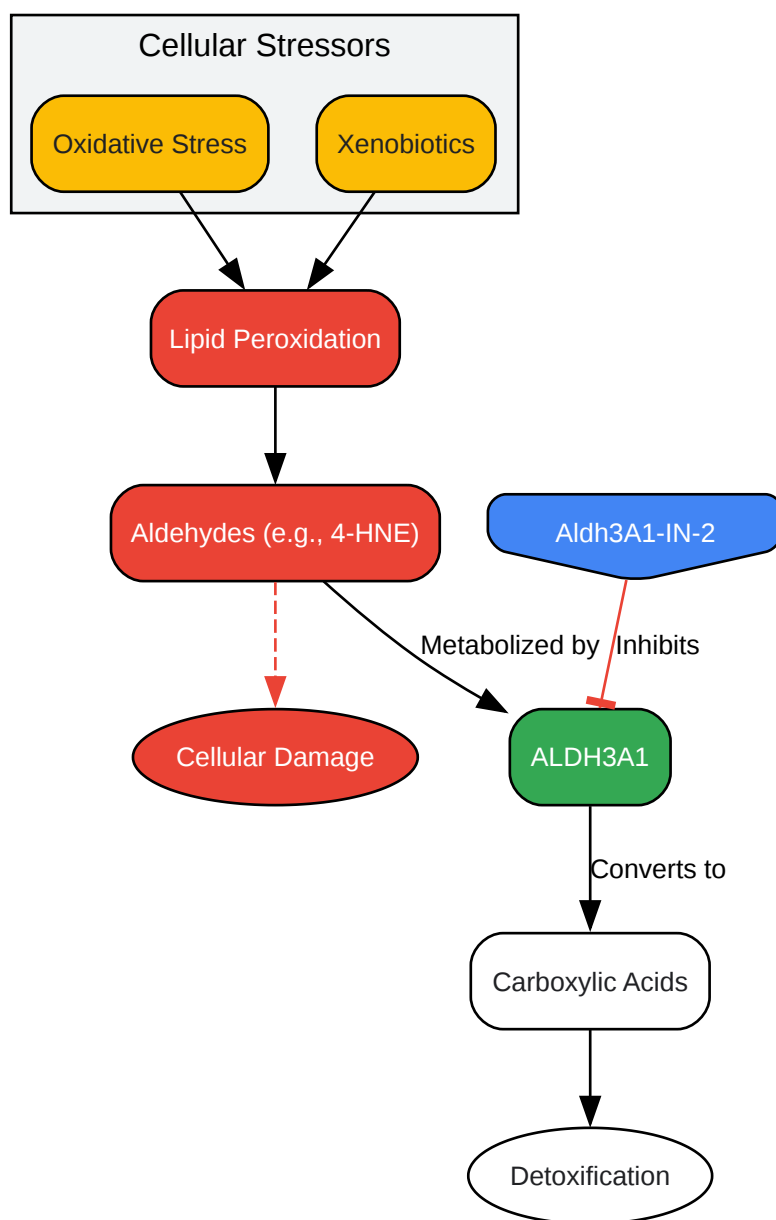 Cellular Stressors
Oxidative Stress
Xenobiotics
Lipid Peroxidation
Aldehydes (e.g., 4-HNE)
Aldh3A1-IN-2
Metabolized by
Inhibits
Cellular Damage
ALDH3A1
Converts to
Carboxylic Acids
Detoxification